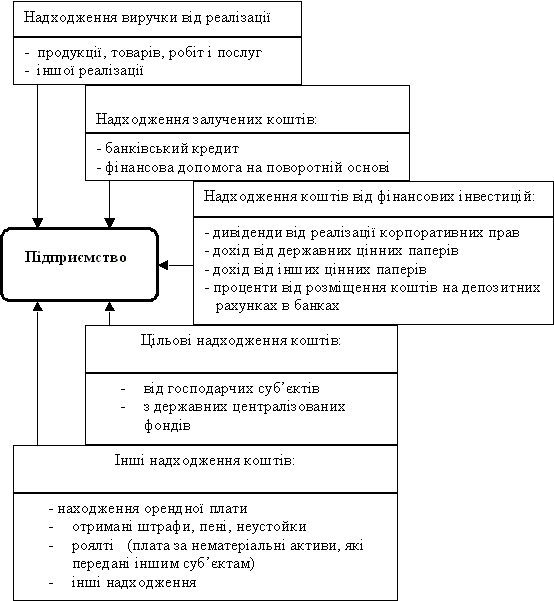 Надходження виручки від реалізації
- продукції, товарів, робіт і послуг
- іншої реалізації
Надходження залучених коштів:
- банківський кредит
- фінансова допомога на поворотній основі
Надходження коштів від фінансових інвестицій:
- дивіденди від реалізації корпоративних прав
- дохід від державних цінних паперів
- дохід від інших цінних паперів
- проценти від розміщення коштів на депозитних
рахунках в банках
Підприємство
Цільові надходження коштів:
- від господарчих суб’єктів
- з державних централізованих
фондів
Інші надходження коштів:
- находження орендної плати
- отримані штрафи, пені, неустойки
- роялті (плата за нематеріальні активи, які
передані іншим суб’єктам)
- інші надходження